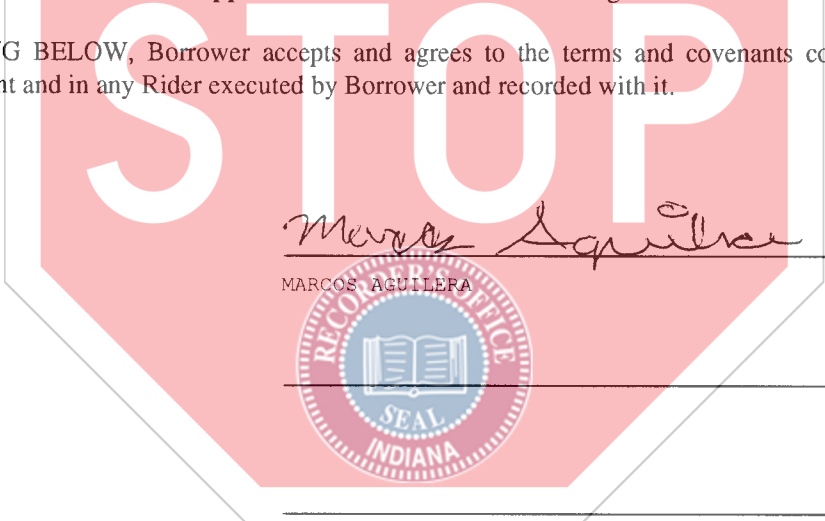 G BELOW, Borrower accepts and agrees to the terms and covenants co
nt and in any Rider executed by Borrower and recorded with it.
STOP
Marcos Aguilera
MARCOS AGUILERA
RECORDER'S OFFICE
SEAL
INDIANA